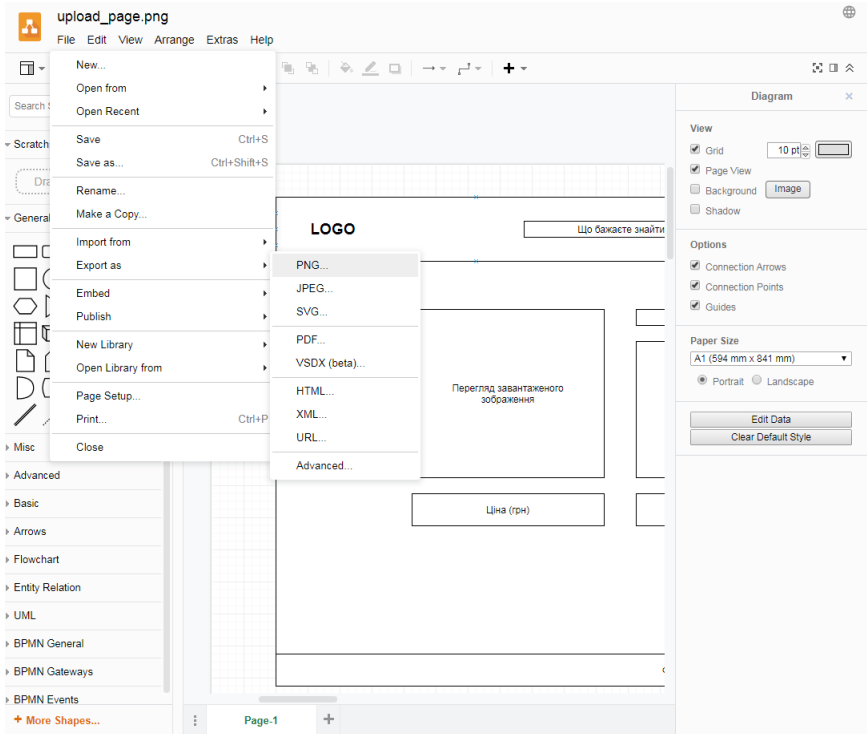 upload_page.png
File Edit View Arrange Extras Help
New...
Open from
Open Recent
Save Ctrl+S
Save as... Ctrl+Shift+S
Rename...
Make a Copy...
Import from
Export as
Embed
Publish
New Library
Open Library from
Page Setup...
Print... Ctrl+P
Close
PNG...
JPEG...
SVG...
PDF...
VSDX (beta)...
HTML...
XML...
URL...
Advanced...
Search
Scratch
Dra
General
Misc
Advanced
Basic
Arrows
Flowchart
Entity Relation
UML
BPMN General
BPMN Gateways
BPMN Events
+ More Shapes...
LOGO
Що бажаєте знайти
Перегляд завантаженого
зображення
Ціна (грн)
Page-1
Diagram
View
Grid 10 pt
Page View
Background Image
Shadow
Options
Connection Arrows
Connection Points
Guides
Paper Size
A1 (594 mm x 841 mm)
Portrait Landscape
Edit Data
Clear Default Style